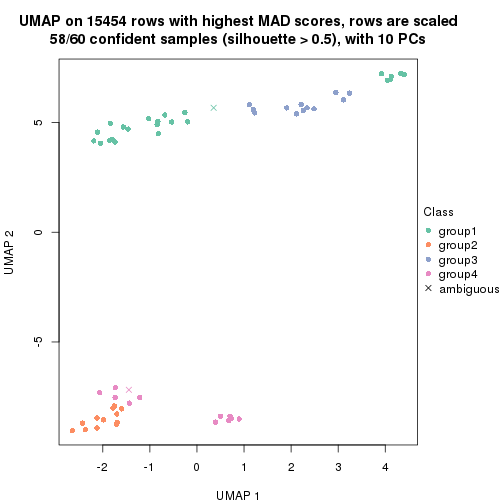 UMAP on 15454 rows with highest MAD scores, rows are scaled
58/60 confident samples (silhouette > 0.5), with 10 PCs
5
0
-5
UMAP 2
-2
-1
0
1
2
3
4
UMAP 1
Class
group1
group2
group3
group4
ambiguous